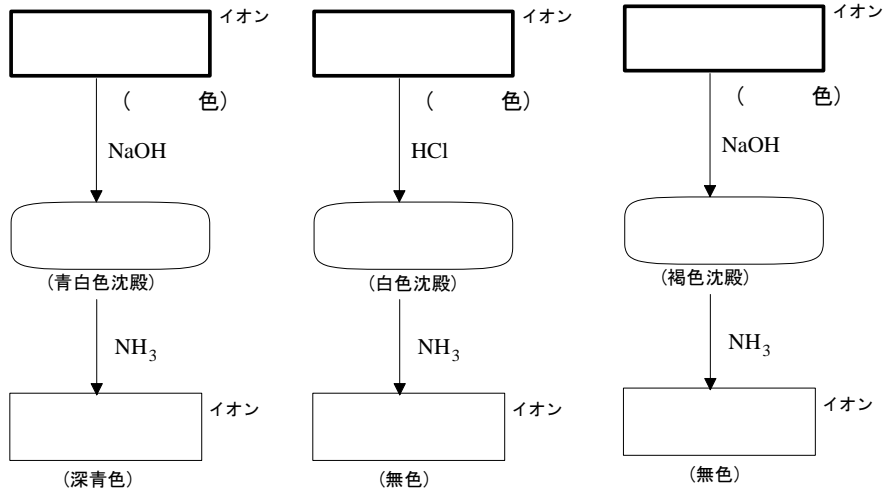 イオン
(　　　色)
NaOH
(青白色沈殿)
NH₃
イオン
(深青色)
イオン
(　　　色)
HCl
(白色沈殿)
NH₃
イオン
(無色)
イオン
(　　　色)
NaOH
(褐色沈殿)
NH₃
イオン
(無色)